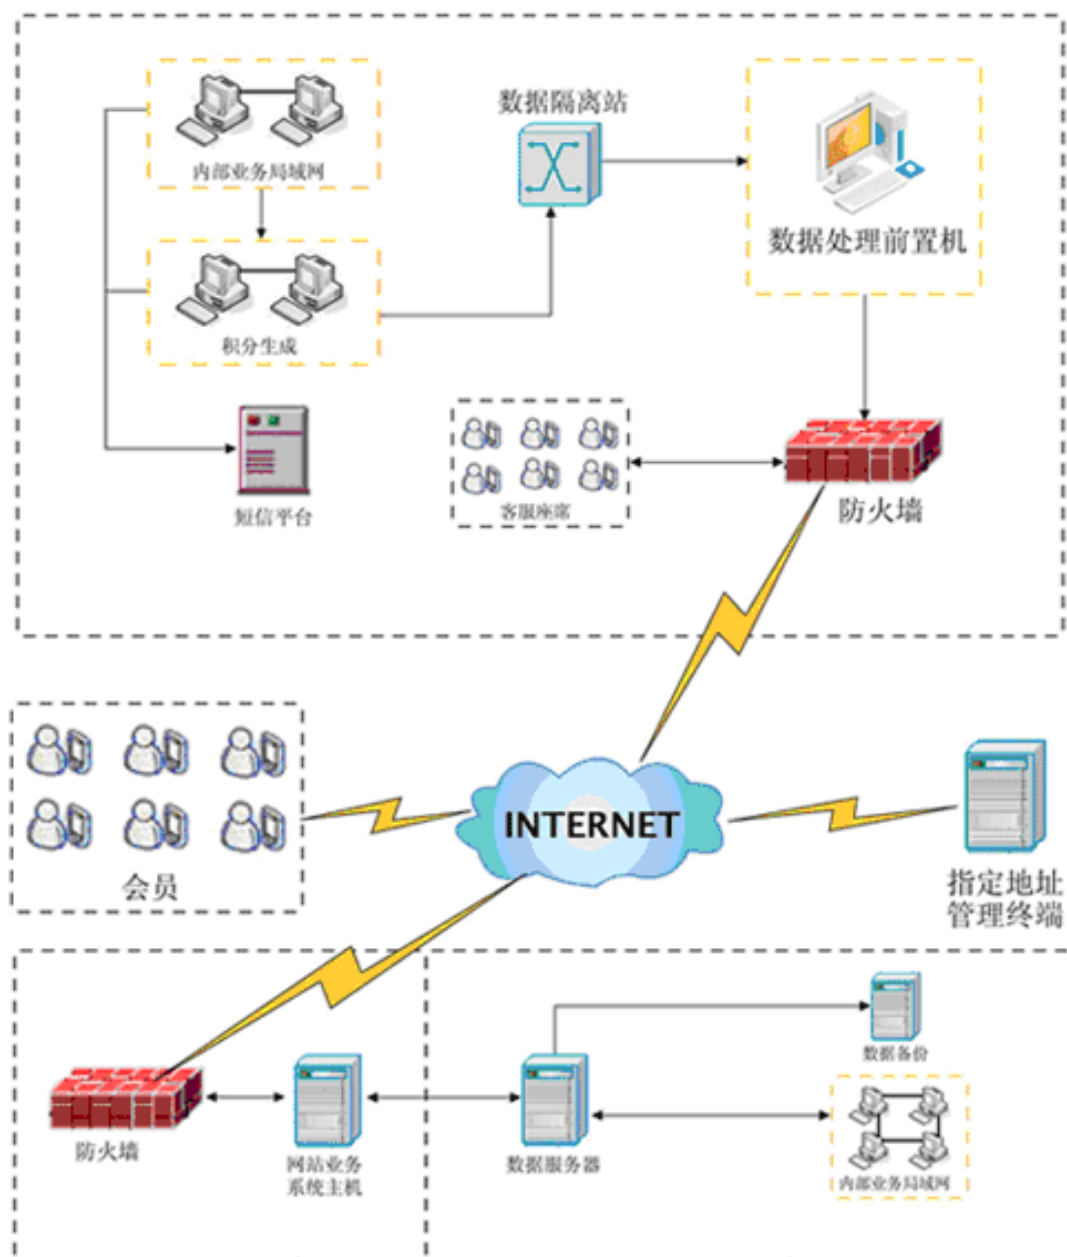 数据隔离站
内部业务局域网
数据处理前置机
积分生成
短信平台
客服座席
防火墙
INTERNET
会员
指定地址
管理终端
数据备份
防火墙
网站业务
系统主机
数据服务器
内部业务局域网